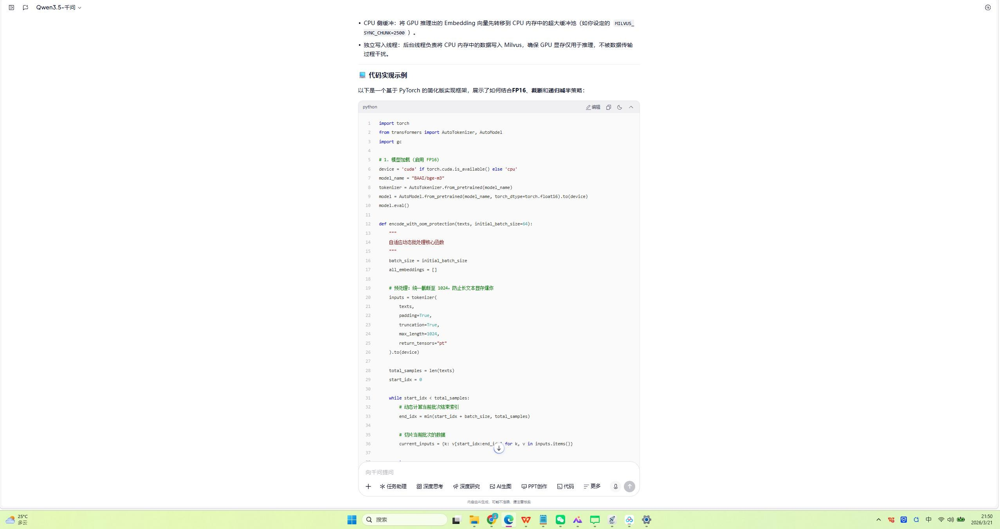 Qwen3.5-千问
• CPU 侧缓冲：将 GPU 推理出的 Embedding 向量先转移到 CPU 内存中的超大缓冲池（如你设定的 MILVUS_
SYNC_CHUNK=2500 ）。
• 独立写入线程：后台线程负责将 CPU 内存中的数据写入 Milvus，确保 GPU 显存仅用于推理，不被数据传输
过程干扰。
代码实现示例
以下是一个基于 PyTorch 的简化版实现框架，展示了如何结合FP16、截断和递归减半策略：
python 编辑
1 import torch
2 from transformers import AutoTokenizer, AutoModel
3 import gc
4
5 # 1. 模型加载（启用 FP16）
6 device = 'cuda' if torch.cuda.is_available() else 'cpu'
7 model_name = "BAAI/bge-m3"
8 tokenizer = AutoTokenizer.from_pretrained(model_name)
9 model = AutoModel.from_pretrained(model_name, torch_dtype=torch.float16).to(device)
10 model.eval()
11
12 def encode_with_oom_protection(texts, initial_batch_size=64):
13 """
14 自适应动态批处理核心函数
15 """
16 batch_size = initial_batch_size
17 all_embeddings = []
18
19 # 预处理：统一截断至 1024，防止长文本显存爆炸
20 inputs = tokenizer(
21 texts,
22 padding=True,
23 truncation=True,
24 max_length=1024,
25 return_tensors="pt"
26 ).to(device)
27
28 total_samples = len(texts)
29 start_idx = 0
30
31 while start_idx < total_samples:
32 # 动态计算当前批次结束索引
33 end_idx = min(start_idx + batch_size, total_samples)
34
35 # 切片当前批次的数据
36 current_inputs = {k: v[start_idx:end_idx] for k, v in inputs.items()}
37
向千问提问
任务助理 深度思考 深度研究 AI生图 PPT创作 代码 更多
内容由AI生成，可能不准确，请注意核实
25°C
多云
搜索
中
21:50
2026/3/21